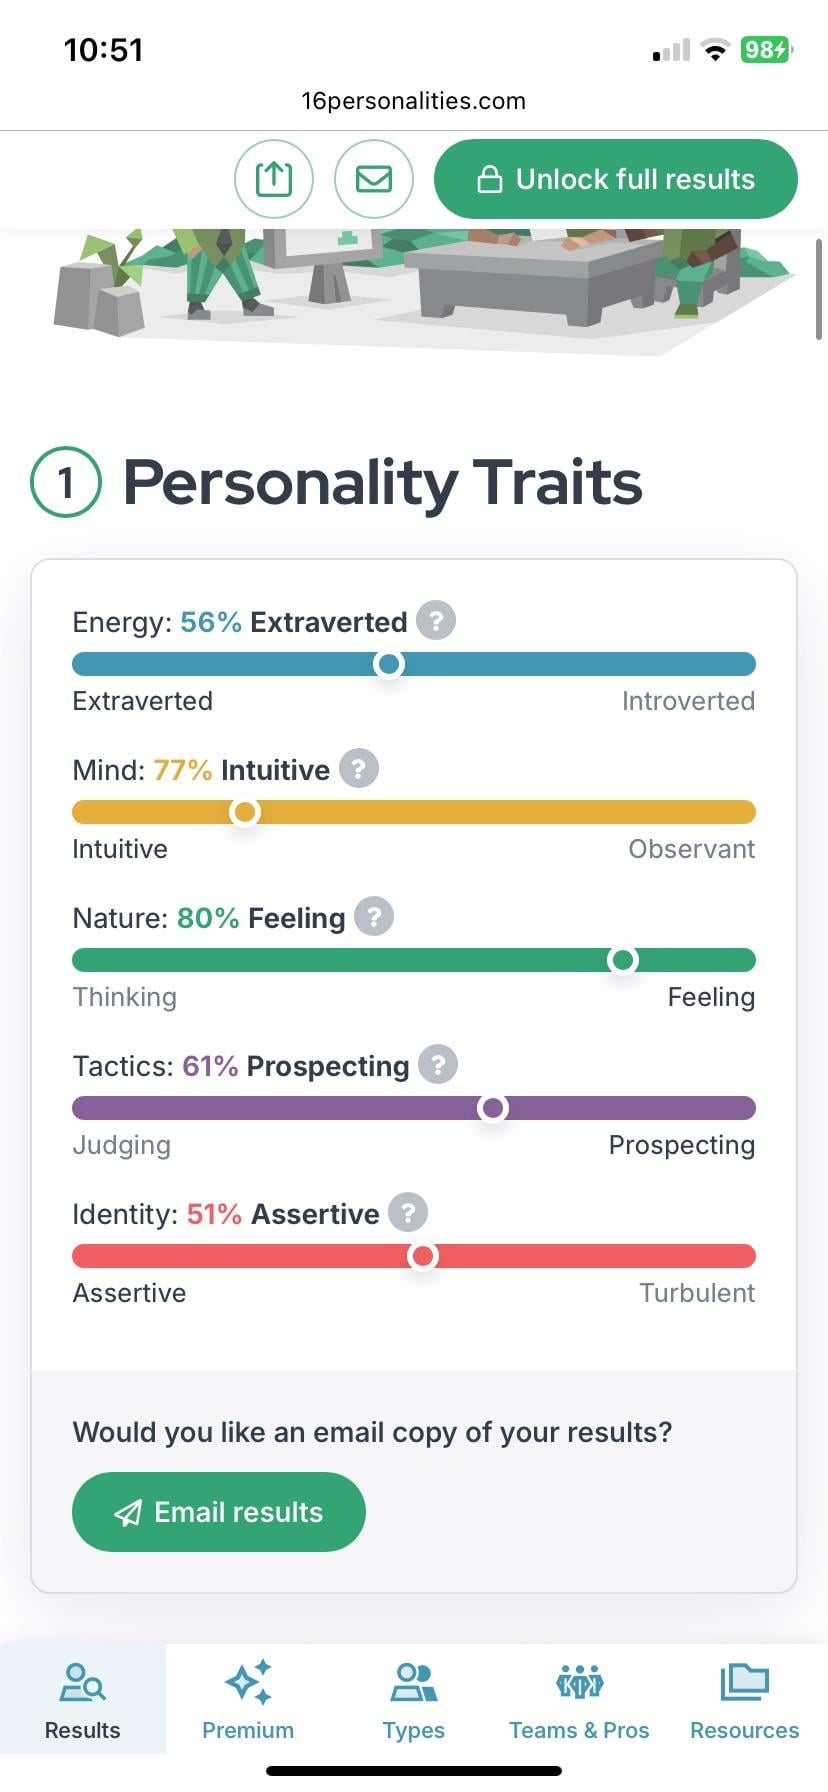 10:51
98
16personalities.com
Unlock full results
1 Personality Traits
Energy: 56% Extraverted ?
Extraverted Introverted
Mind: 77% Intuitive ?
Intuitive Observant
Nature: 80% Feeling ?
Thinking Feeling
Tactics: 61% Prospecting ?
Judging Prospecting
Identity: 51% Assertive ?
Assertive Turbulent
Would you like an email copy of your results?
Email results
Results Premium Types Teams & Pros Resources